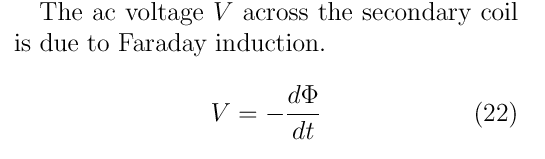 The ac voltage V across the secondary coil
is due to Faraday induction.
V = −dΦ/dt (22)